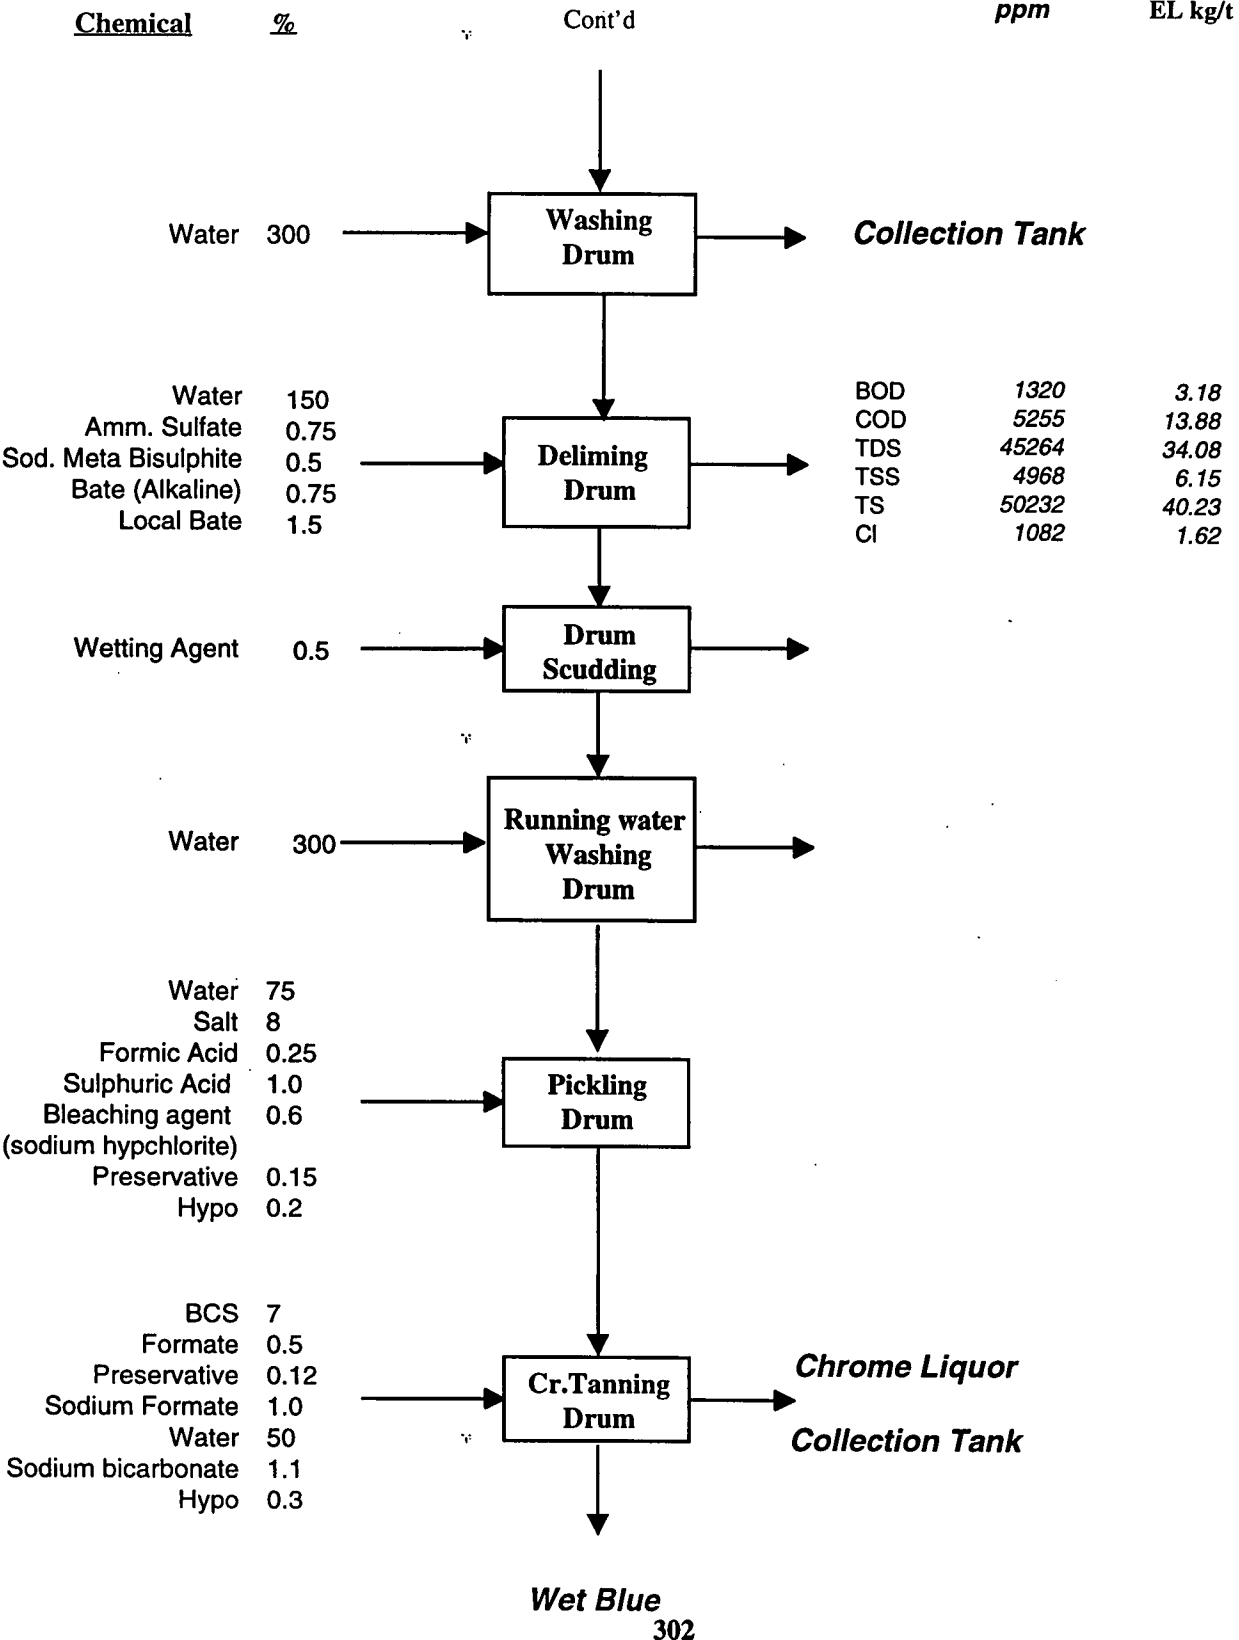 Chemical % Cont'd ppm EL kg/t
Washing
Drum
Water 300
Collection Tank
Water 150
Amm. Sulfate 0.75
Sod. Meta Bisulphite 0.5
Bate (Alkaline) 0.75
Local Bate 1.5
Deliming
Drum
BOD 1320 3.18
COD 5255 13.88
TDS 45264 34.08
TSS 4968 6.15
TS 50232 40.23
Cl 1082 1.62
Wetting Agent 0.5
Drum
Scudding
Water 300
Running water
Washing
Drum
Water 75
Salt 8
Formic Acid 0.25
Sulphuric Acid 1.0
Bleaching agent 0.6
(sodium hypchlorite)
Preservative 0.15
Hypo 0.2
Pickling
Drum
BCS 7
Formate 0.5
Preservative 0.12
Sodium Formate 1.0
Water 50
Sodium bicarbonate 1.1
Hypo 0.3
Cr.Tanning
Drum
Chrome Liquor
Collection Tank
Wet Blue
302